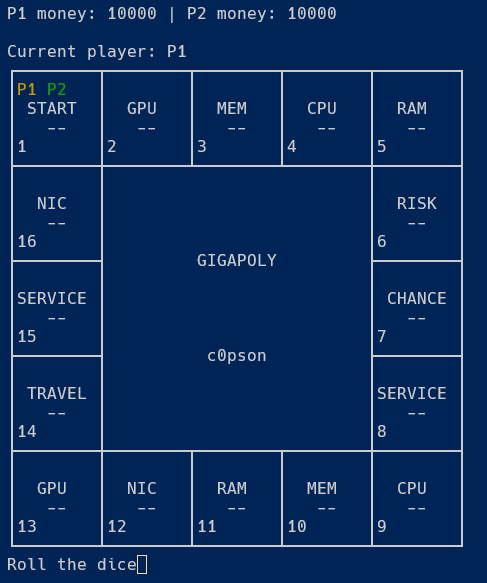 P1 money: 10000 | P2 money: 10000
Current player: P1
P1 P2
START GPU MEM CPU RAM
-- -- -- -- --
1 2 3 4 5
NIC RISK
-- --
16 6
GIGAPOLY
SERVICE CHANCE
-- --
15 7
c0pson
TRAVEL SERVICE
-- --
14 8
GPU NIC RAM MEM CPU
-- -- -- -- --
13 12 11 10 9
Roll the dice